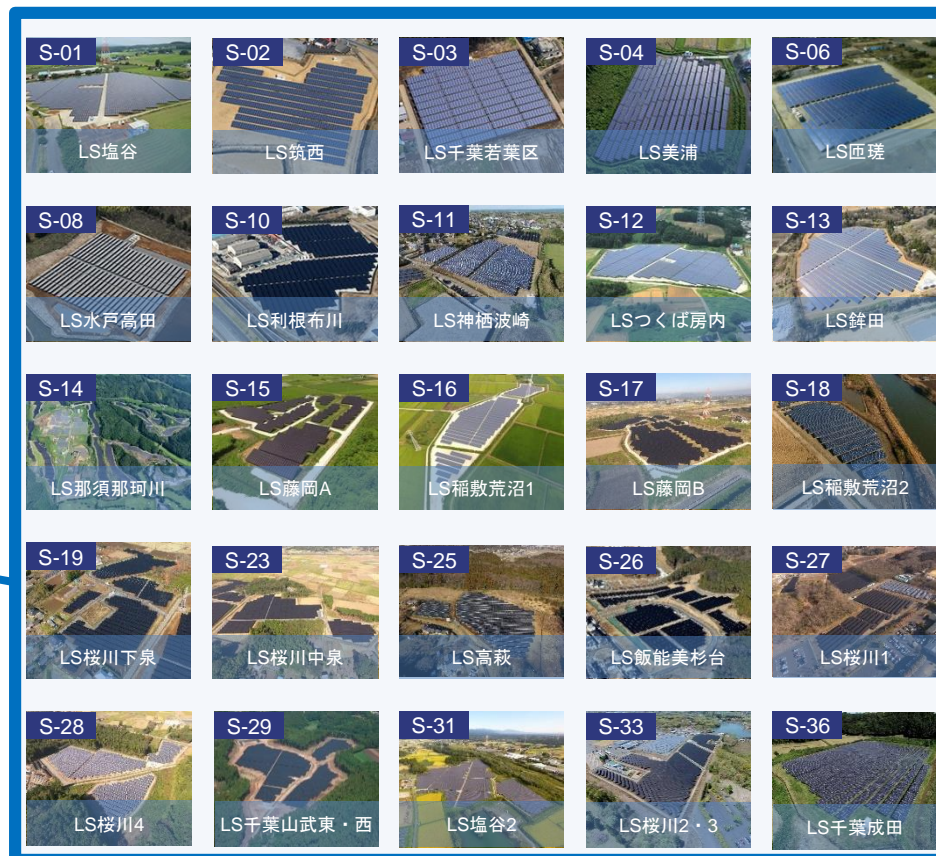 S-01
LS塩谷
S-02
LS筑西
S-03
LS千葉若葉区
S-04
LS美浦
S-06
LS匝瑳
S-08
LS水戸高田
S-10
LS利根布川
S-11
LS神栖波崎
S-12
LSつくば房内
S-13
LS鉾田
S-14
LS那須那珂川
S-15
LS藤岡A
S-16
LS稲敷荒沼1
S-17
LS藤岡B
S-18
LS稲敷荒沼2
S-19
LS桜川下泉
S-23
LS桜川中泉
S-25
LS高萩
S-26
LS飯能美杉台
S-27
LS桜川1
S-28
LS桜川4
S-29
LS千葉山武東・西
S-31
LS塩谷2
S-33
LS桜川2・3
S-36
LS千葉成田